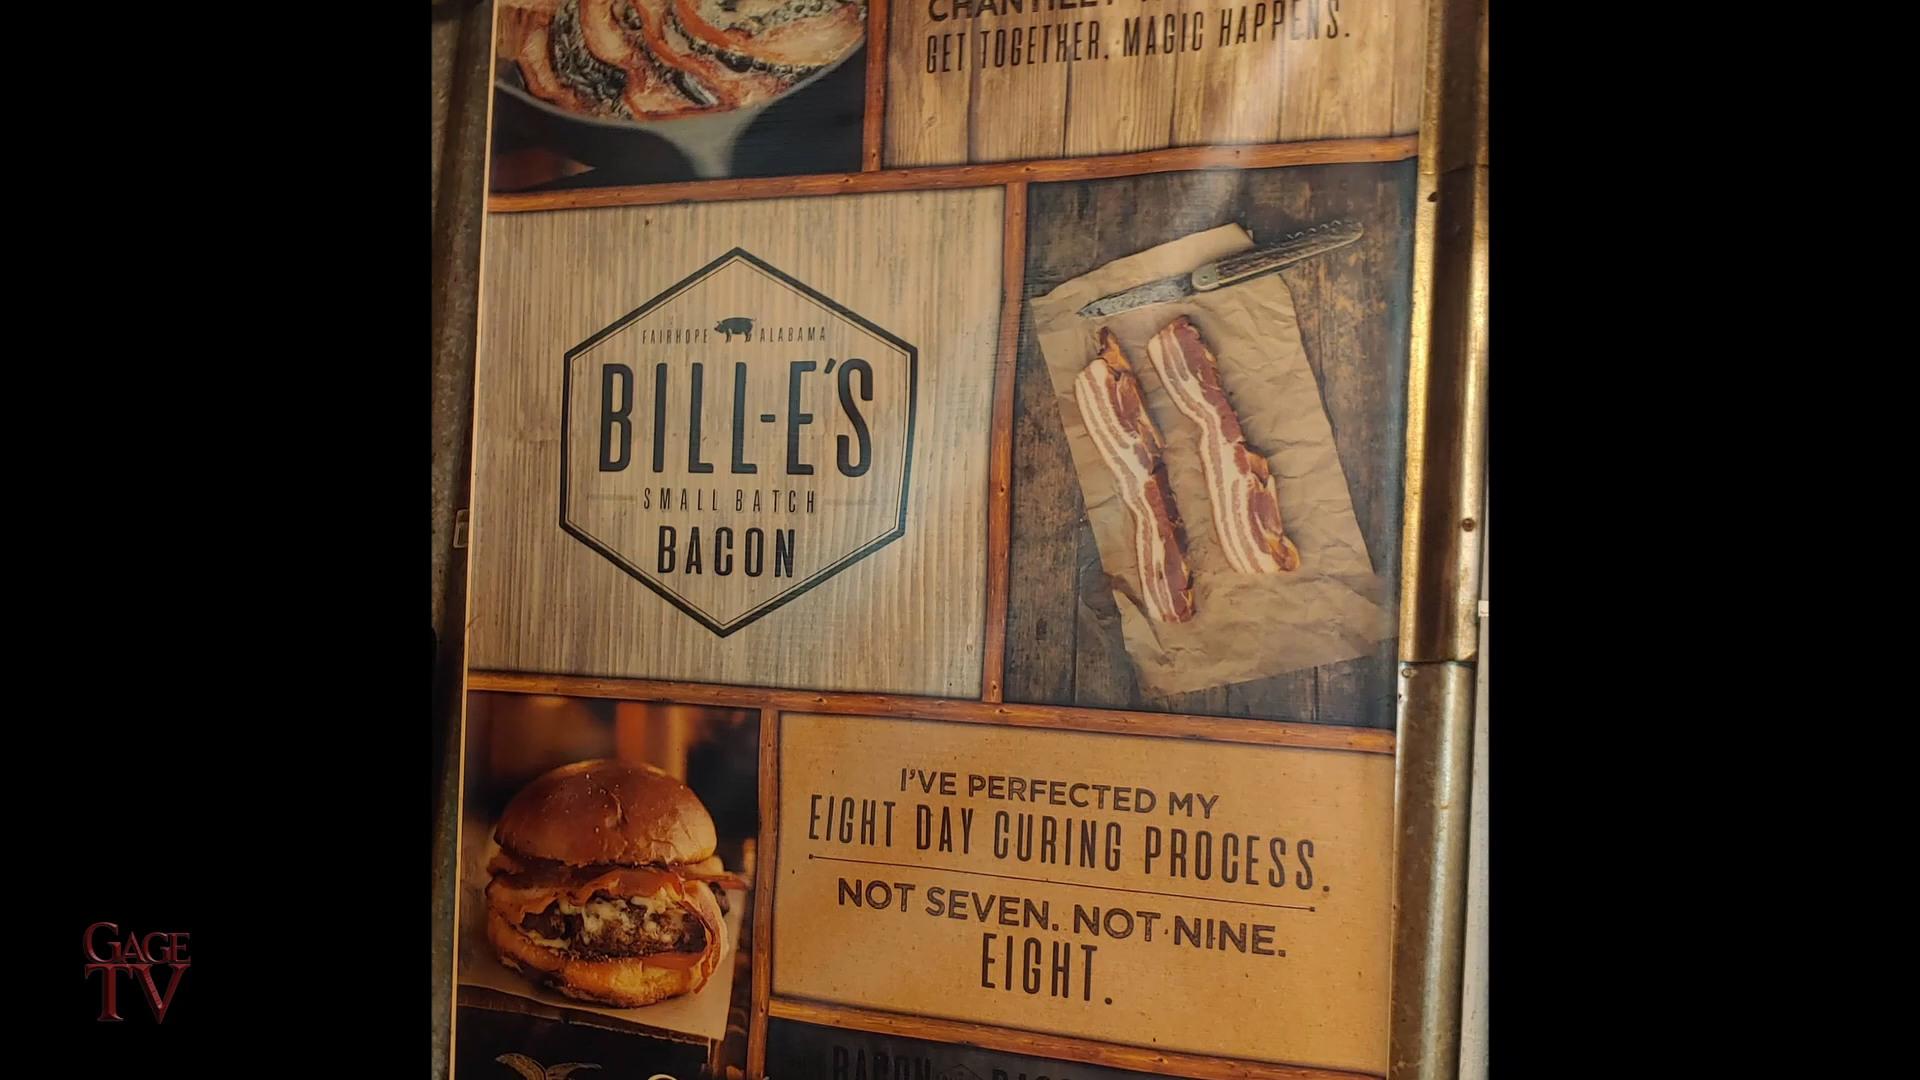 GET TOGETHER, MAGIC HAPPENS.
FAIRHOPE ALABAMA
BILL-E'S
SMALL BATCH
BACON
I'VE PERFECTED MY
EIGHT DAY CURING PROCESS.
NOT SEVEN. NOT NINE.
EIGHT.
BACON
GAGE
TV